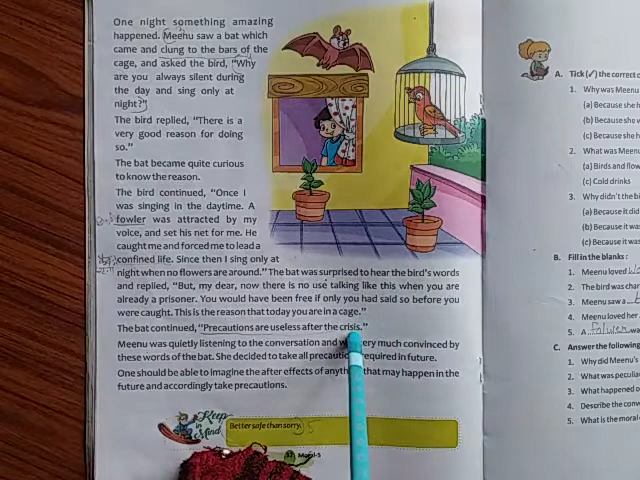 One night something amazing
happened. Meenu saw a bat which
came and clung to the bars of the
cage, and asked the bird, "Why
are you always silent during
the day and sing only at
night?"
The bird replied, "There is a
very good reason for doing
so."
The bat became quite curious
to know the reason.
The bird continued, "Once I
was singing in the daytime. A
fowler was attracted by my
voice, and set his net for me. He
caught me and forced me to lead a
confined life. Since then I sing only at
night when no flowers are around." The bat was surprised to hear the bird's words
and replied, "But, my dear, now there is no use talking like this when you are
already a prisoner. You would have been free if only you had said so before you
were caught. This is the reason that today you are in a cage."
The bat continued, "Precautions are useless after the crisis."
Meenu was quietly listening to the conversation and very much convinced by
these words of the bat. She decided to take all required in future.
One should be able to imagine the after effects of that may happen in the
future and accordingly take precautions.
Keep
in
Mind
Better safe than sorry.
37 Moral-5
A. Tick (✓) the correct
1. Why was Meenu
(a) Because she
(b) Because she
(c) Because she
2. What was Meenu
(a) Birds and
(c) Cold drinks
3. Why didn't the
(a) Because it did
(b) Because it was
(c) Because it was
B. Fill in the blanks :
1. Meenu loved
2. The bird was
3. Meenu saw a
4. Meenu loved her
5. A
C. Answer the following
1. Why did Meenu's
2. What was
3. What happened
4. Describe the
5. What is the moral